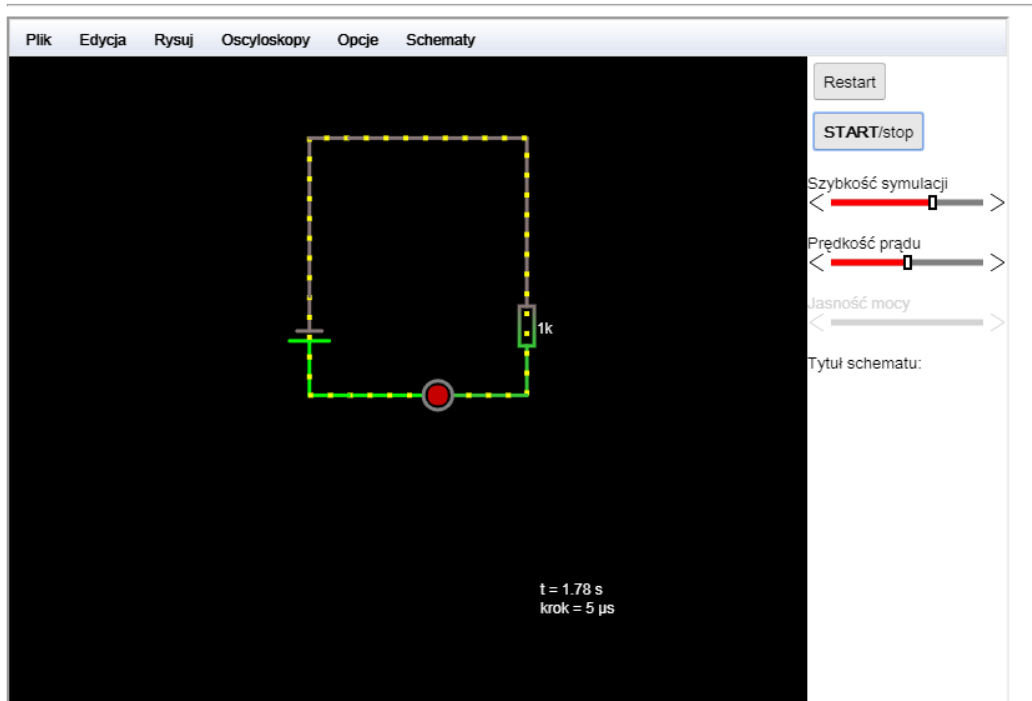 Plik Edycja Rysuj Oscyloskopy Opcje Schematy
Restart
START/stop
Szybkość symulacji
Prędkość prądu
Jasność mocy
Tytuł schematu:
1k
t = 1.78 s
krok = 5 µs